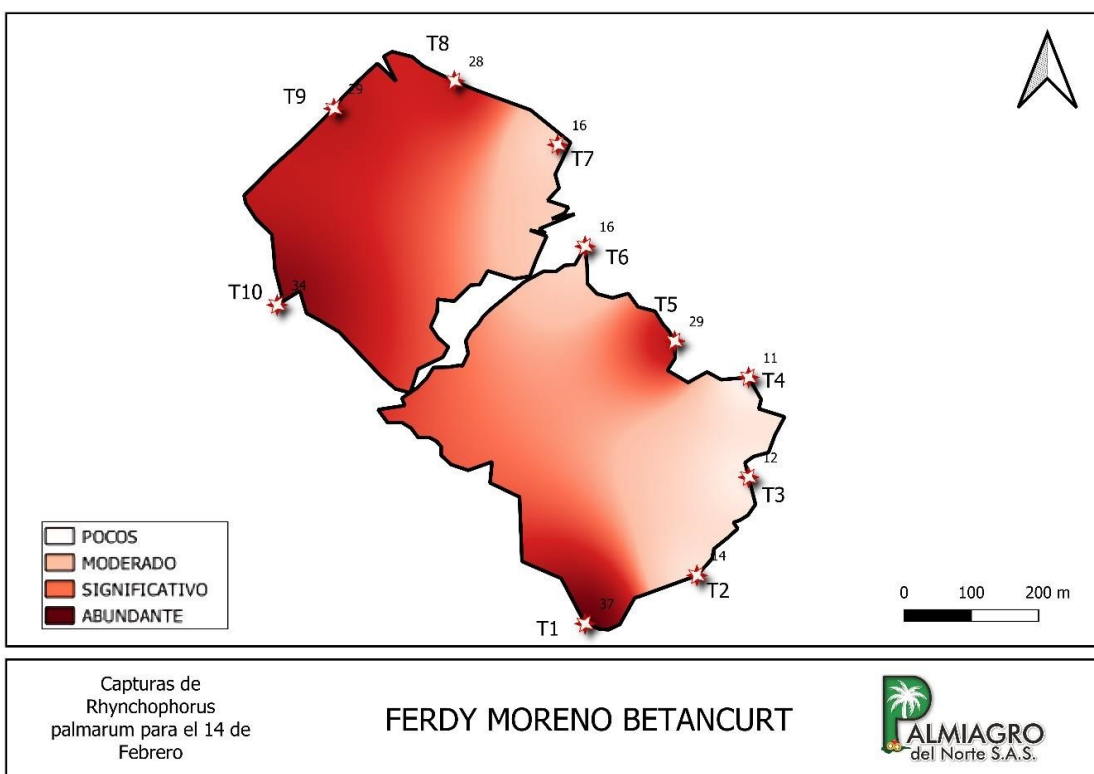 T8
28
T9
29
16
T7
16
T6
T5
29
T10
34
11
T4
12
T3
14
T2
37
T1
POCOS
MODERADO
SIGNIFICATIVO
ABUNDANTE
0 100 200 m
Capturas de
Rhynchophorus
palmarum para el 14 de
Febrero
FERDY MORENO BETANCURT
PALMIAGRO
del Norte S.A.S.